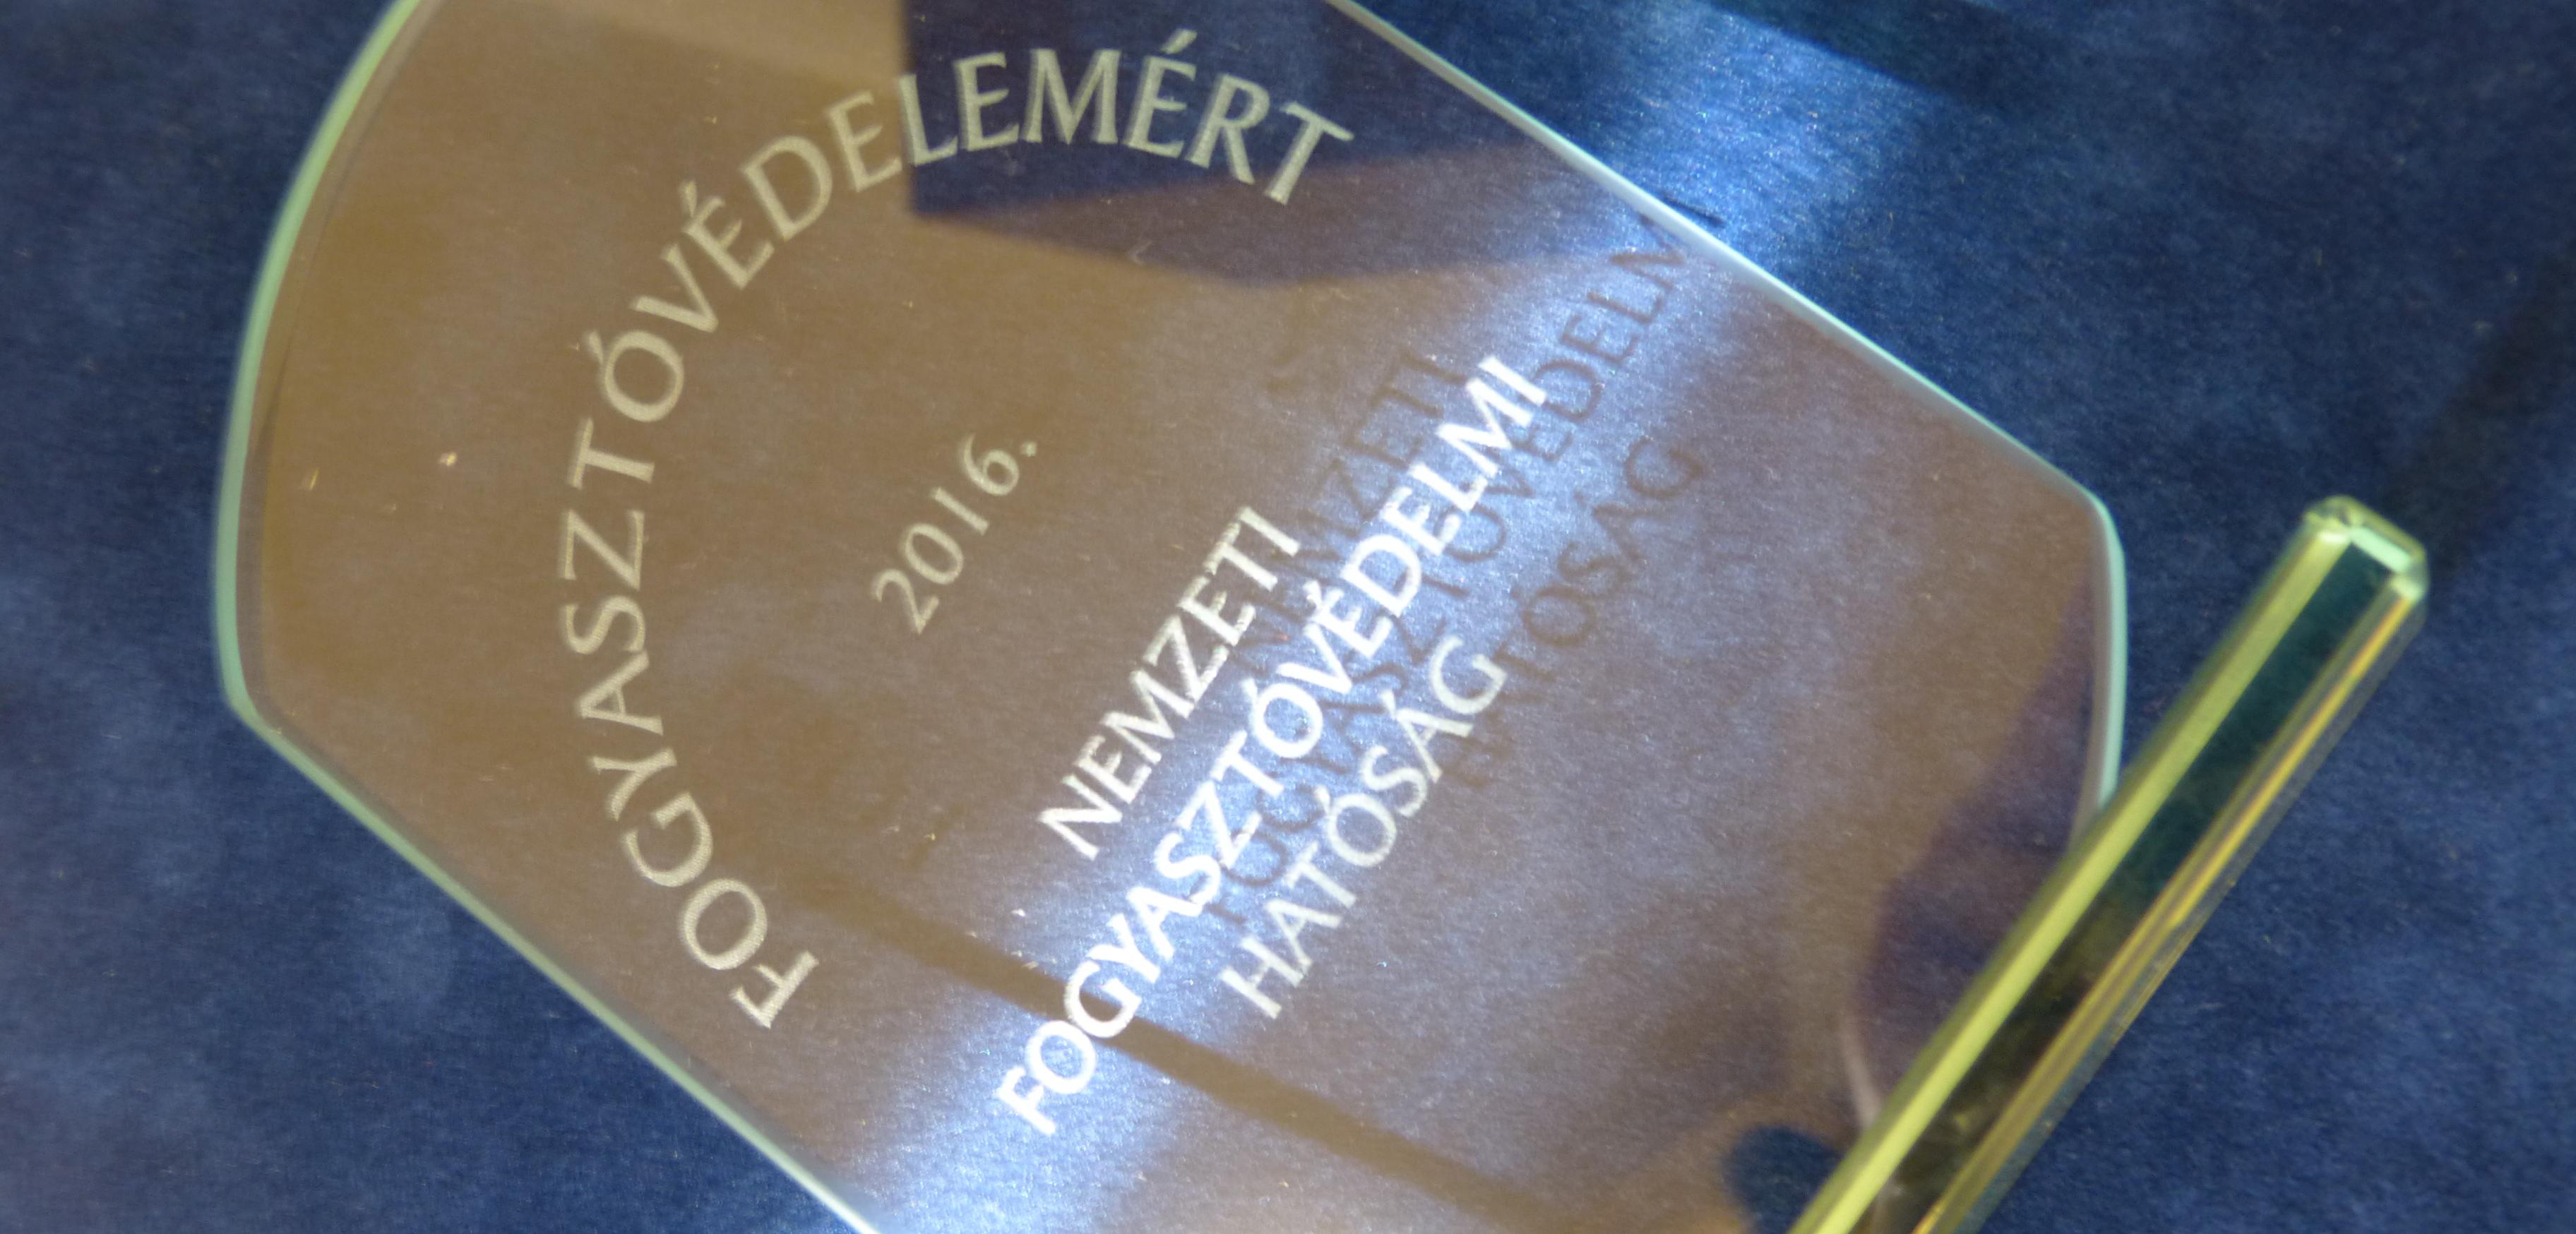 FOGYASZTÓVÉDELEMÉRT
2016.
NEMZETI
FOGYASZTÓVÉDELMI
HATÓSÁG